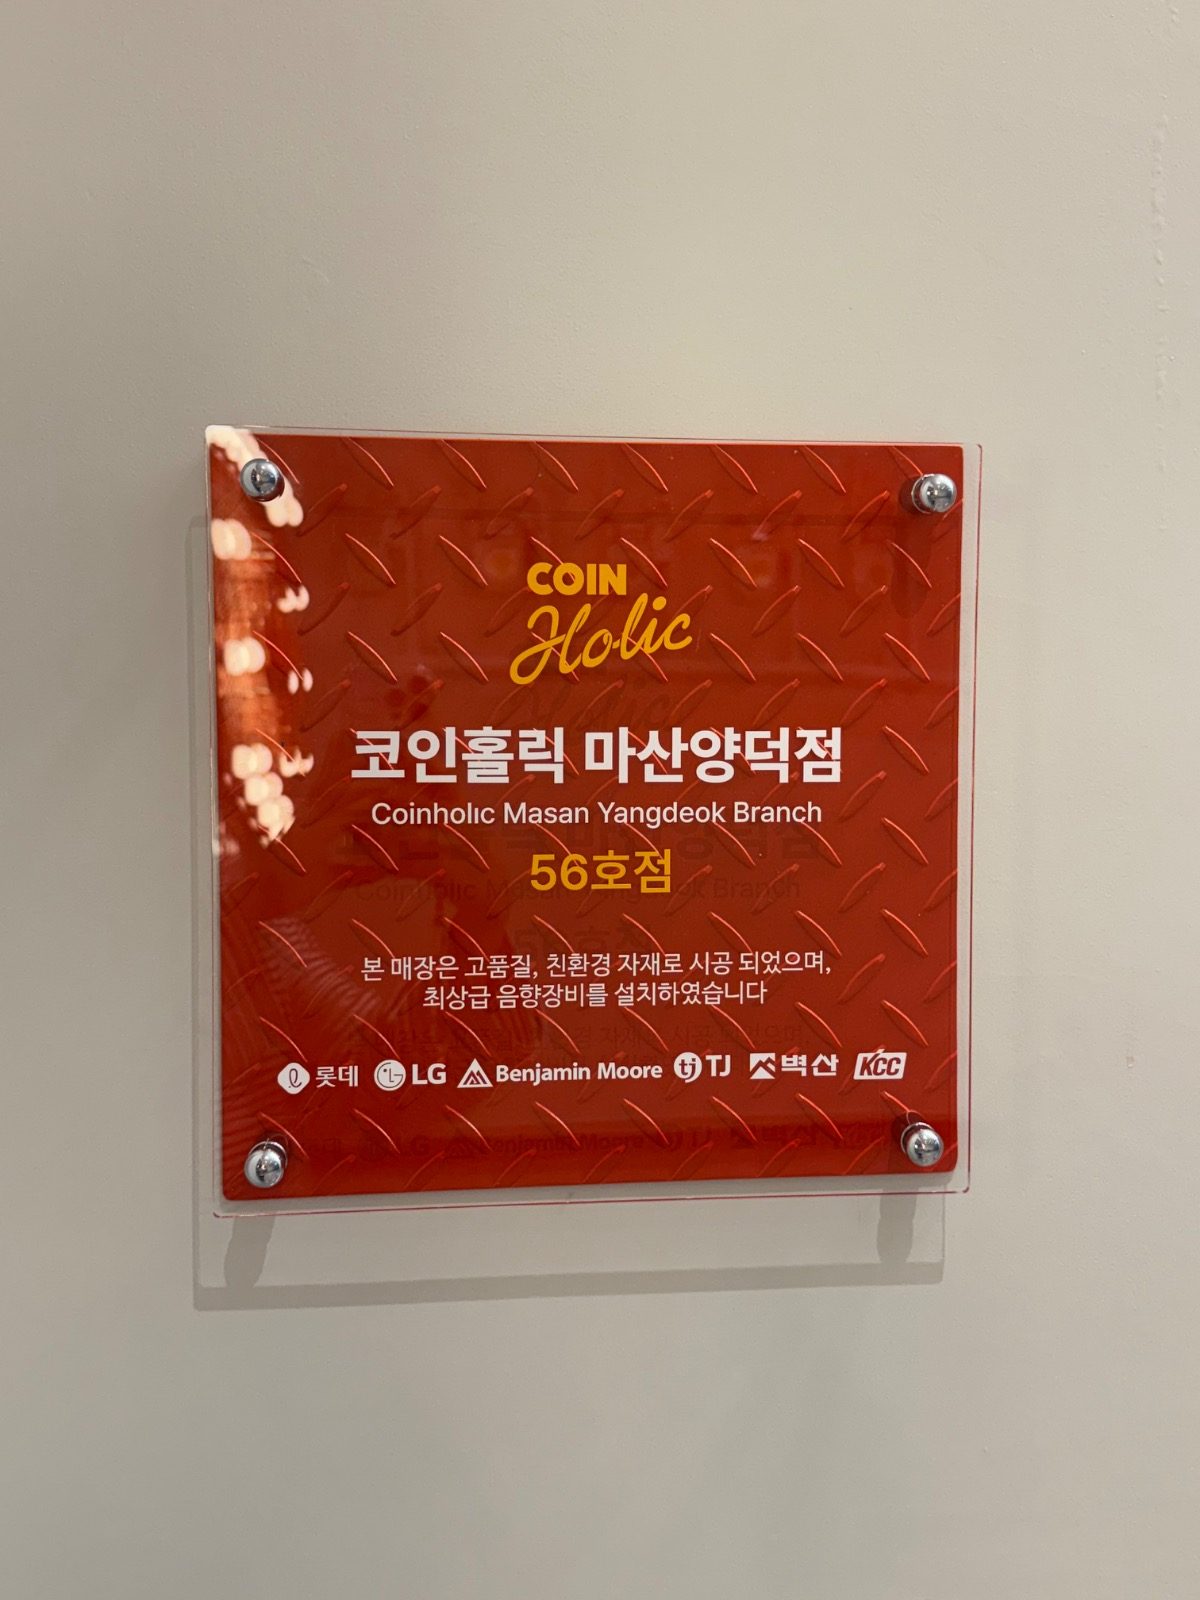 COIN
Holic
코인홀릭 마산양덕점
Coinholic Masan Yangdeok Branch
56호점
본 매장은 고품질, 친환경 자재로 시공 되었으며,
최상급 음향장비를 설치하였습니다
롯데 LG Benjamin Moore tj TJ 벽산 KCC